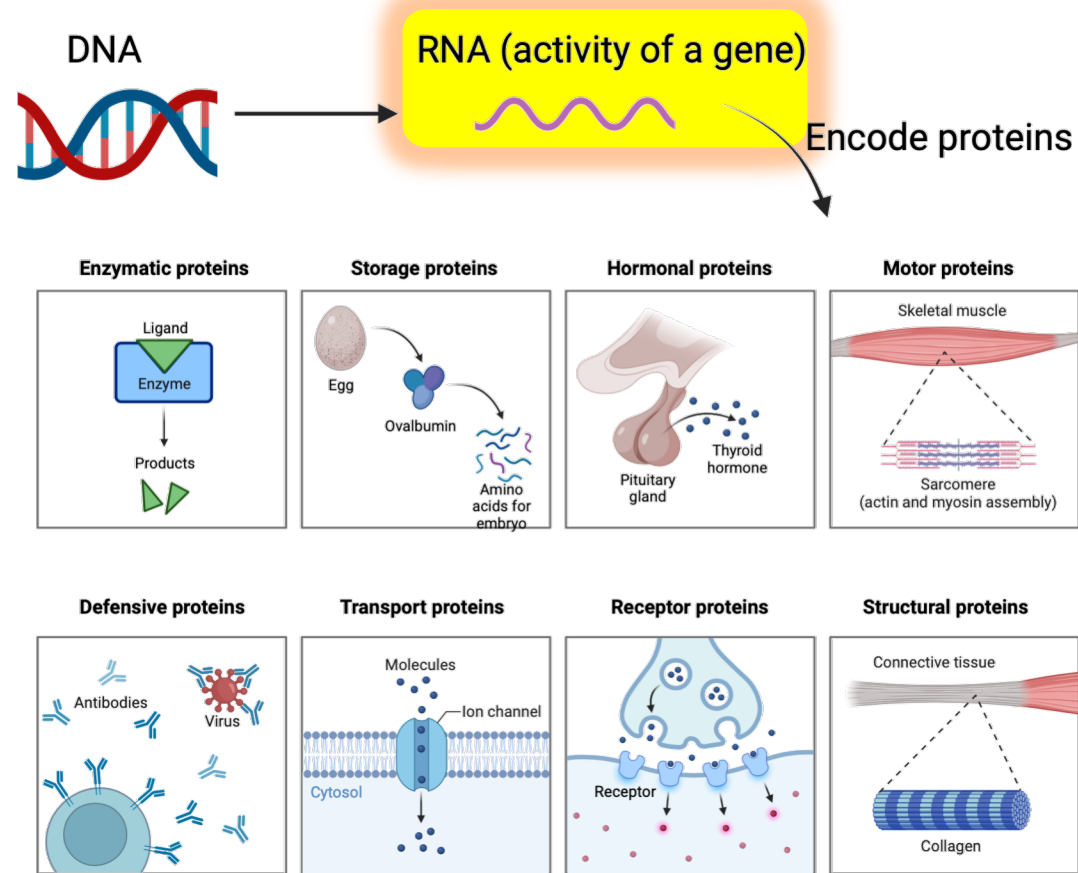 DNA
RNA (activity of a gene)
Encode proteins
Enzymatic proteins
Ligand
Enzyme
Products
Storage proteins
Egg
Ovalbumin
Amino
acids for
embryo
Hormonal proteins
Pituitary
gland
Thyroid
hormone
Motor proteins
Skeletal muscle
Sarcomere
(actin and myosin assembly)
Defensive proteins
Antibodies
Virus
Transport proteins
Molecules
Ion channel
Cytosol
Receptor proteins
Receptor
Structural proteins
Connective tissue
Collagen